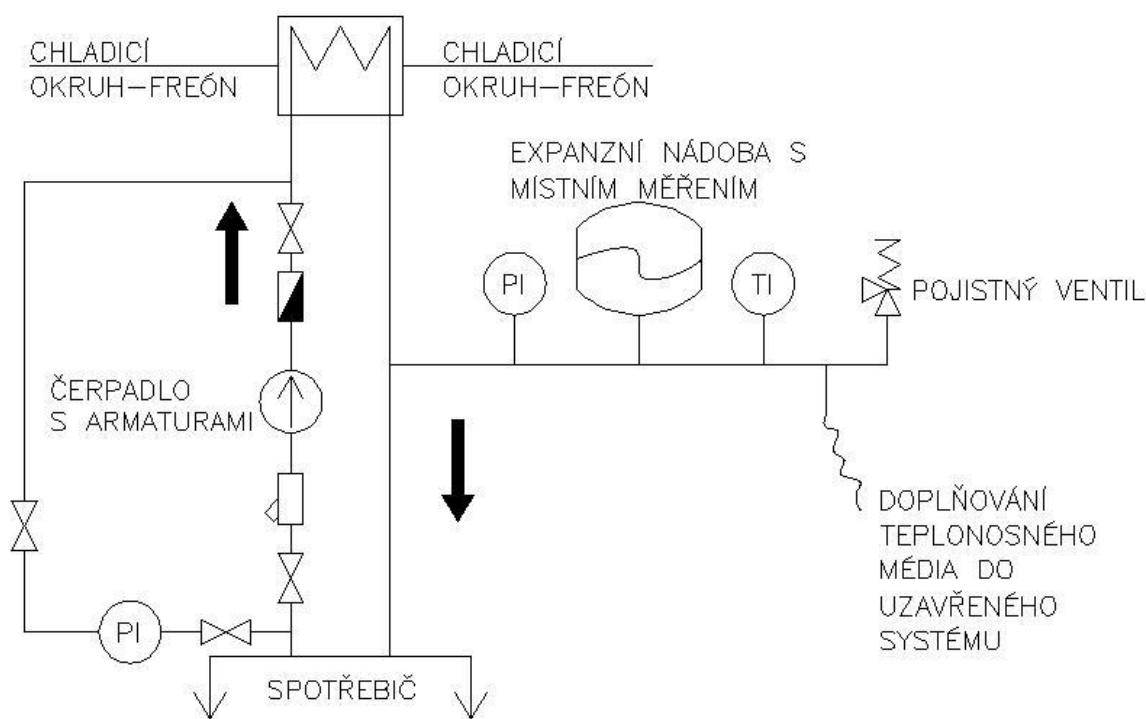 CHLADICÍ
OKRUH-FREÓN
CHLADICÍ
OKRUH-FREÓN
EXPANZNÍ NÁDOBA S
MÍSTNÍM MĚŘENÍM
PI
TI
POJISTNÝ VENTIL
ČERPADLO
S ARMATURAMI
DOPLŇOVÁNÍ
TEPLONOSNÉHO
MÉDIA DO
UZAVŘENÉHO
SYSTÉMU
PI
SPOTŘEBIČ